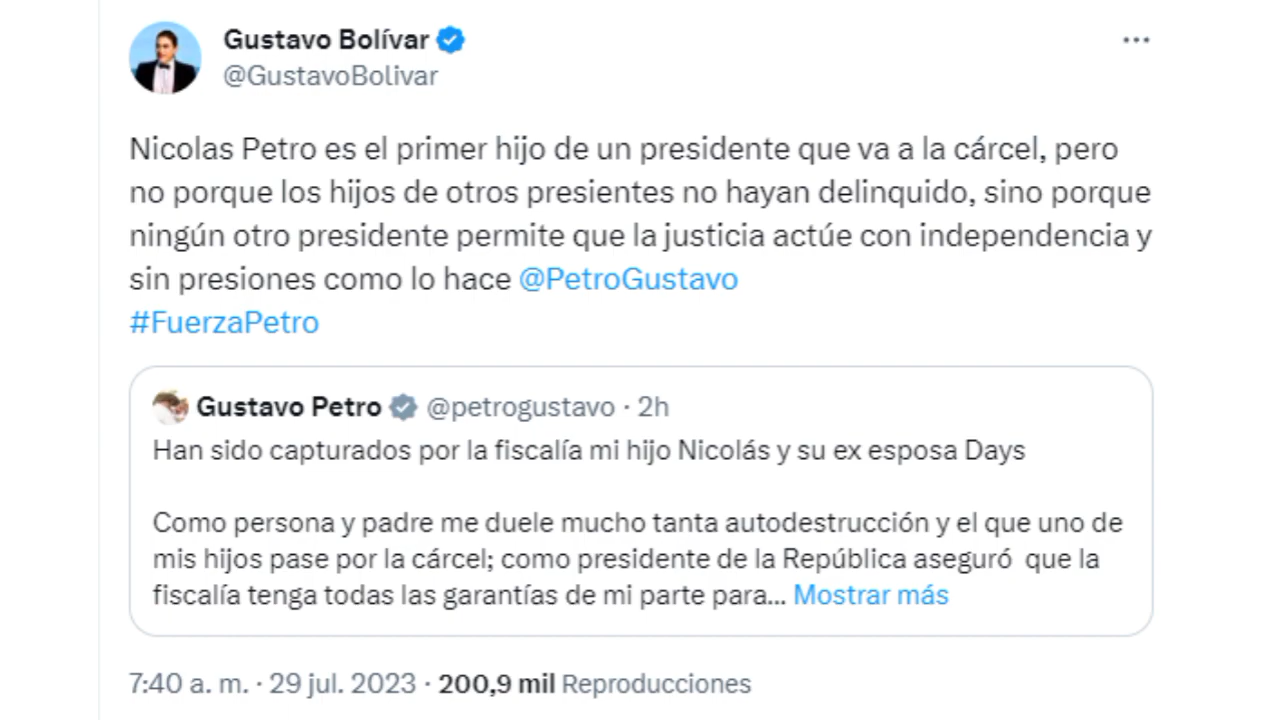 Gustavo Bolívar
@GustavoBolivar
Nicolas Petro es el primer hijo de un presidente que va a la cárcel, pero
no porque los hijos de otros presientes no hayan delinquido, sino porque
ningún otro presidente permite que la justicia actúe con independencia y
sin presiones como lo hace @PetroGustavo
#FuerzaPetro
Gustavo Petro @petrogustavo · 2h
Han sido capturados por la fiscalía mi hijo Nicolás y su ex esposa Days
Como persona y padre me duele mucho tanta autodestrucción y el que uno de
mis hijos pase por la cárcel; como presidente de la República aseguró  que la
fiscalía tenga todas las garantías de mi parte para... Mostrar más
7:40 a. m. · 29 jul. 2023 · 200,9 mil Reproducciones